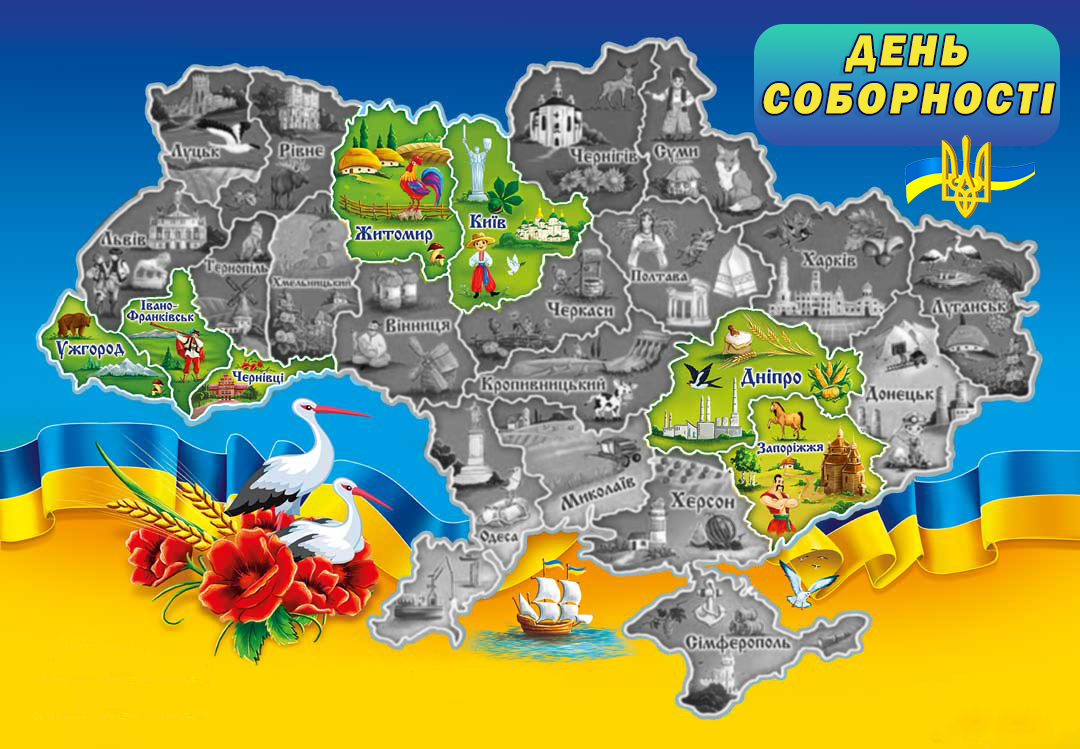 ДЕНЬ
СОБОРНОСТІ
Луцьк
Рівне
Чернігів
Суми
Житомир
Київ
Львів
Тернопіль
Хмельницький
Полтава
Харків
Івано-
Франківськ
Вінниця
Черкаси
Луганськ
Ужгород
Чернівці
Кропивницький
Дніпро
Донецьк
Запоріжжя
Миколаїв
Херсон
Одеса
Сімферополь